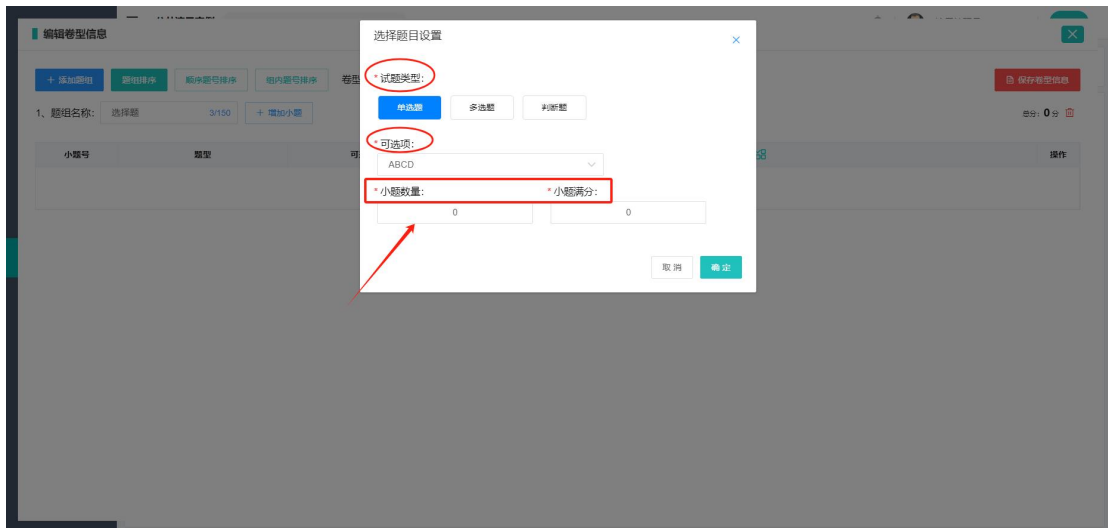 编辑卷型信息
选择题目设置
+ 添加题组 题组排序 顺序题号排序 组内题号排序 卷型
* 试题类型:
保存卷型信息
单选题 多选题 判断题
1、题组名称: 选择题 3/150 + 增加小题
总分: 0 分
* 可选项:
小题号 题型 可 操作
ABCD
* 小题数量: * 小题满分:
0 0
取消 确定